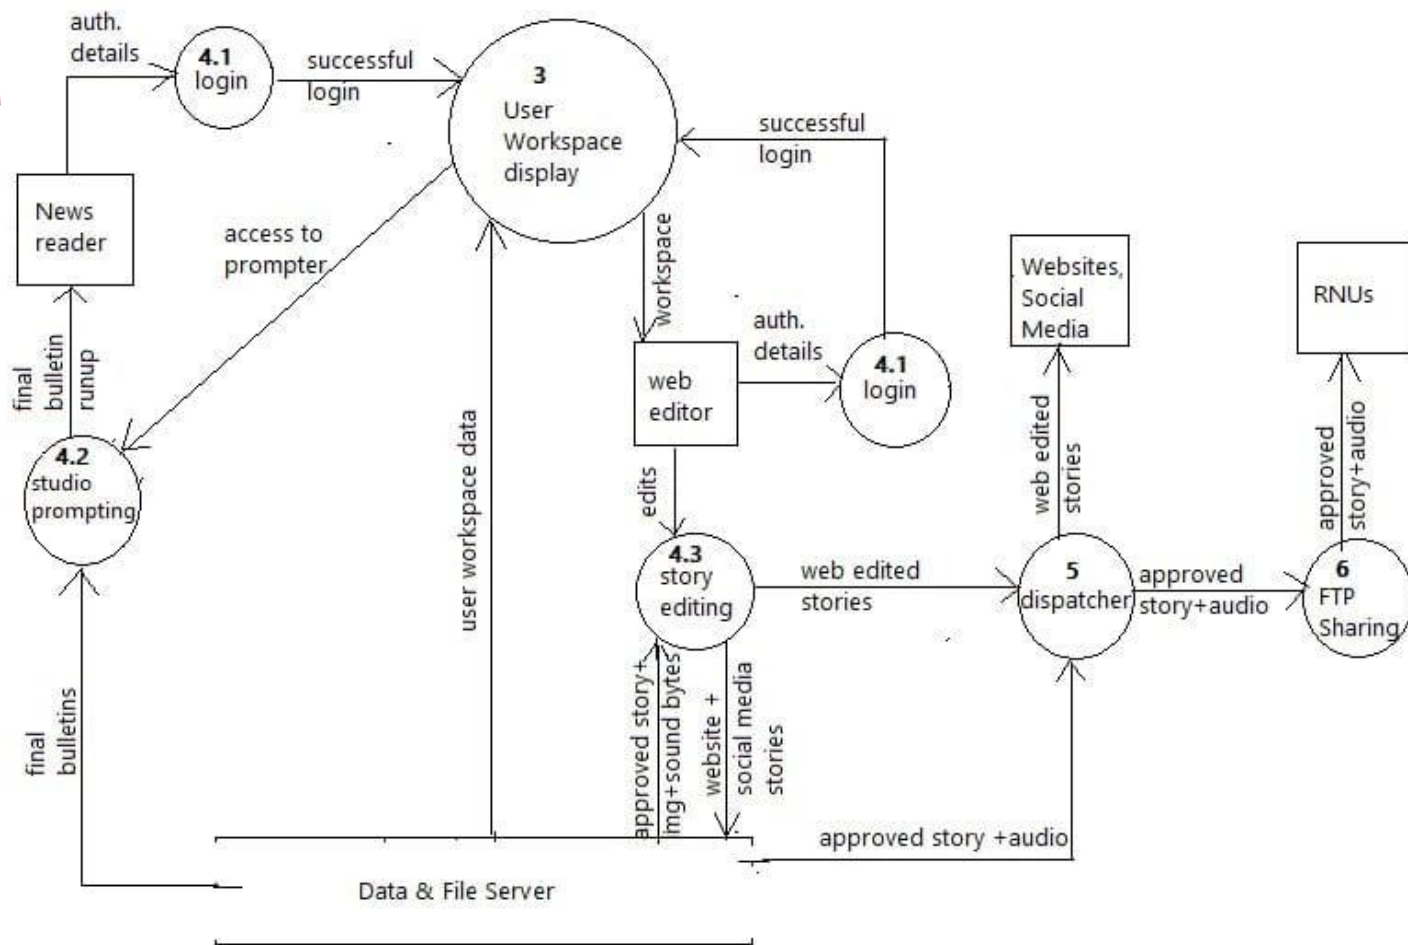 auth.
details
4.1
login
successful
login
3
User
Workspace
display
successful
login
News
reader
access to
prompter
workspace
Websites,
Social
Media
RNUs
auth.
details
4.1
login
web
editor
final
bulletin
runup
4.2
studio
prompting
user workspace data
edits
web edited
stories
approved
story+audio
4.3
story
editing
web edited
stories
5
dispatcher
approved
story+audio
6
FTP
Sharing
final
bulletins
approved story+
img+sound bytes
website +
social media
stories
approved story +audio
Data & File Server